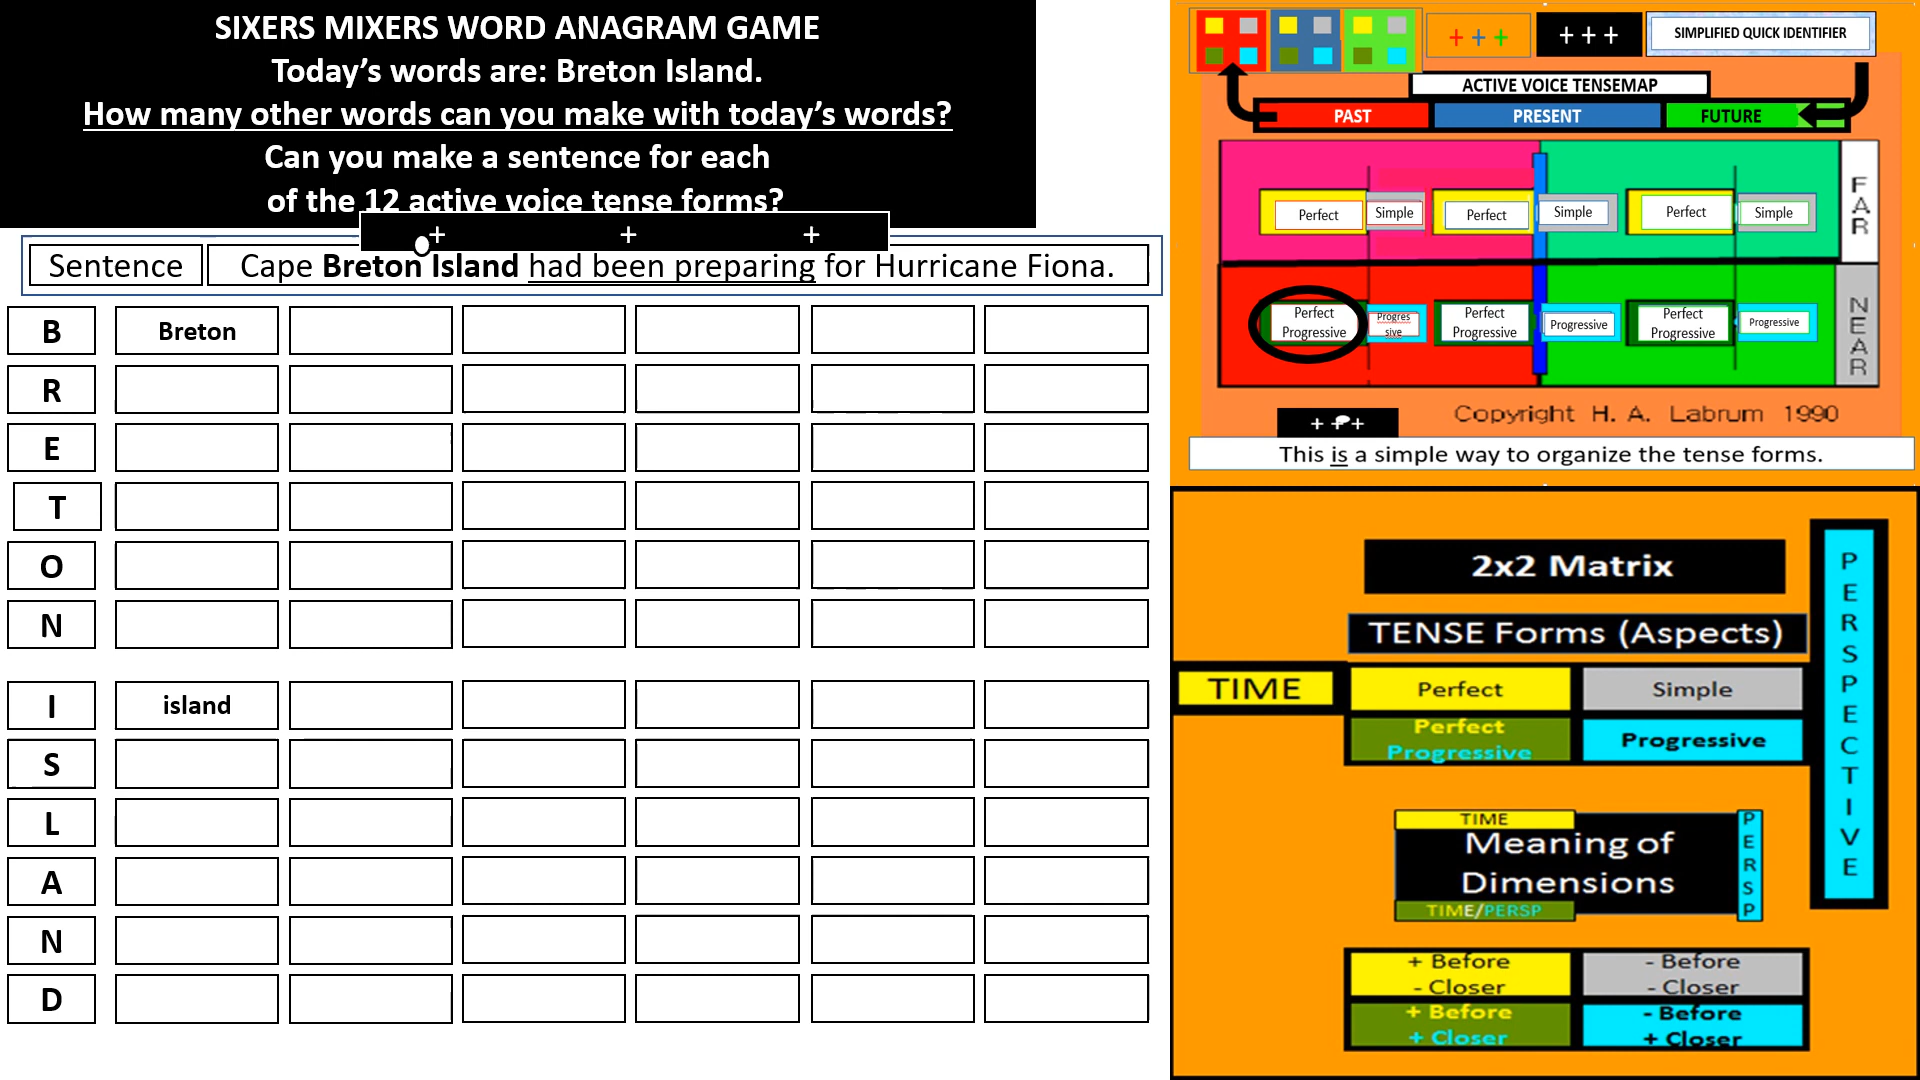 SIXERS MIXERS WORD ANAGRAM GAME
Today's words are: Breton Island.
How many other words can you make with today's words?
Can you make a sentence for each
of the 12 active voice tense forms?
+ + +
Sentence
Cape Breton Island had been preparing for Hurricane Fiona.
B
Breton
R
E
T
O
N
I
island
S
L
A
N
D
+ + +
+ + +
SIMPLIFIED QUICK IDENTIFIER
ACTIVE VOICE TENSEMAP
PAST
PRESENT
FUTURE
Perfect
Simple
Perfect
Simple
Perfect
Simple
FAR
Perfect
Progressive
Progres
sive
Perfect
Progressive
Progressive
Perfect
Progressive
Progressive
NEAR
+ + +
Copyright H. A. Labrum 1990
This is a simple way to organize the tense forms.
2x2 Matrix
TENSE Forms (Aspects)
TIME
Perfect
Simple
Perfect
Progressive
Progressive
PERSPECTIVE
TIME
Meaning of
Dimensions
TIME/PERSP
PERSP
+ Before
- Closer
- Before
- Closer
+ Before
+ Closer
- Before
+ Closer